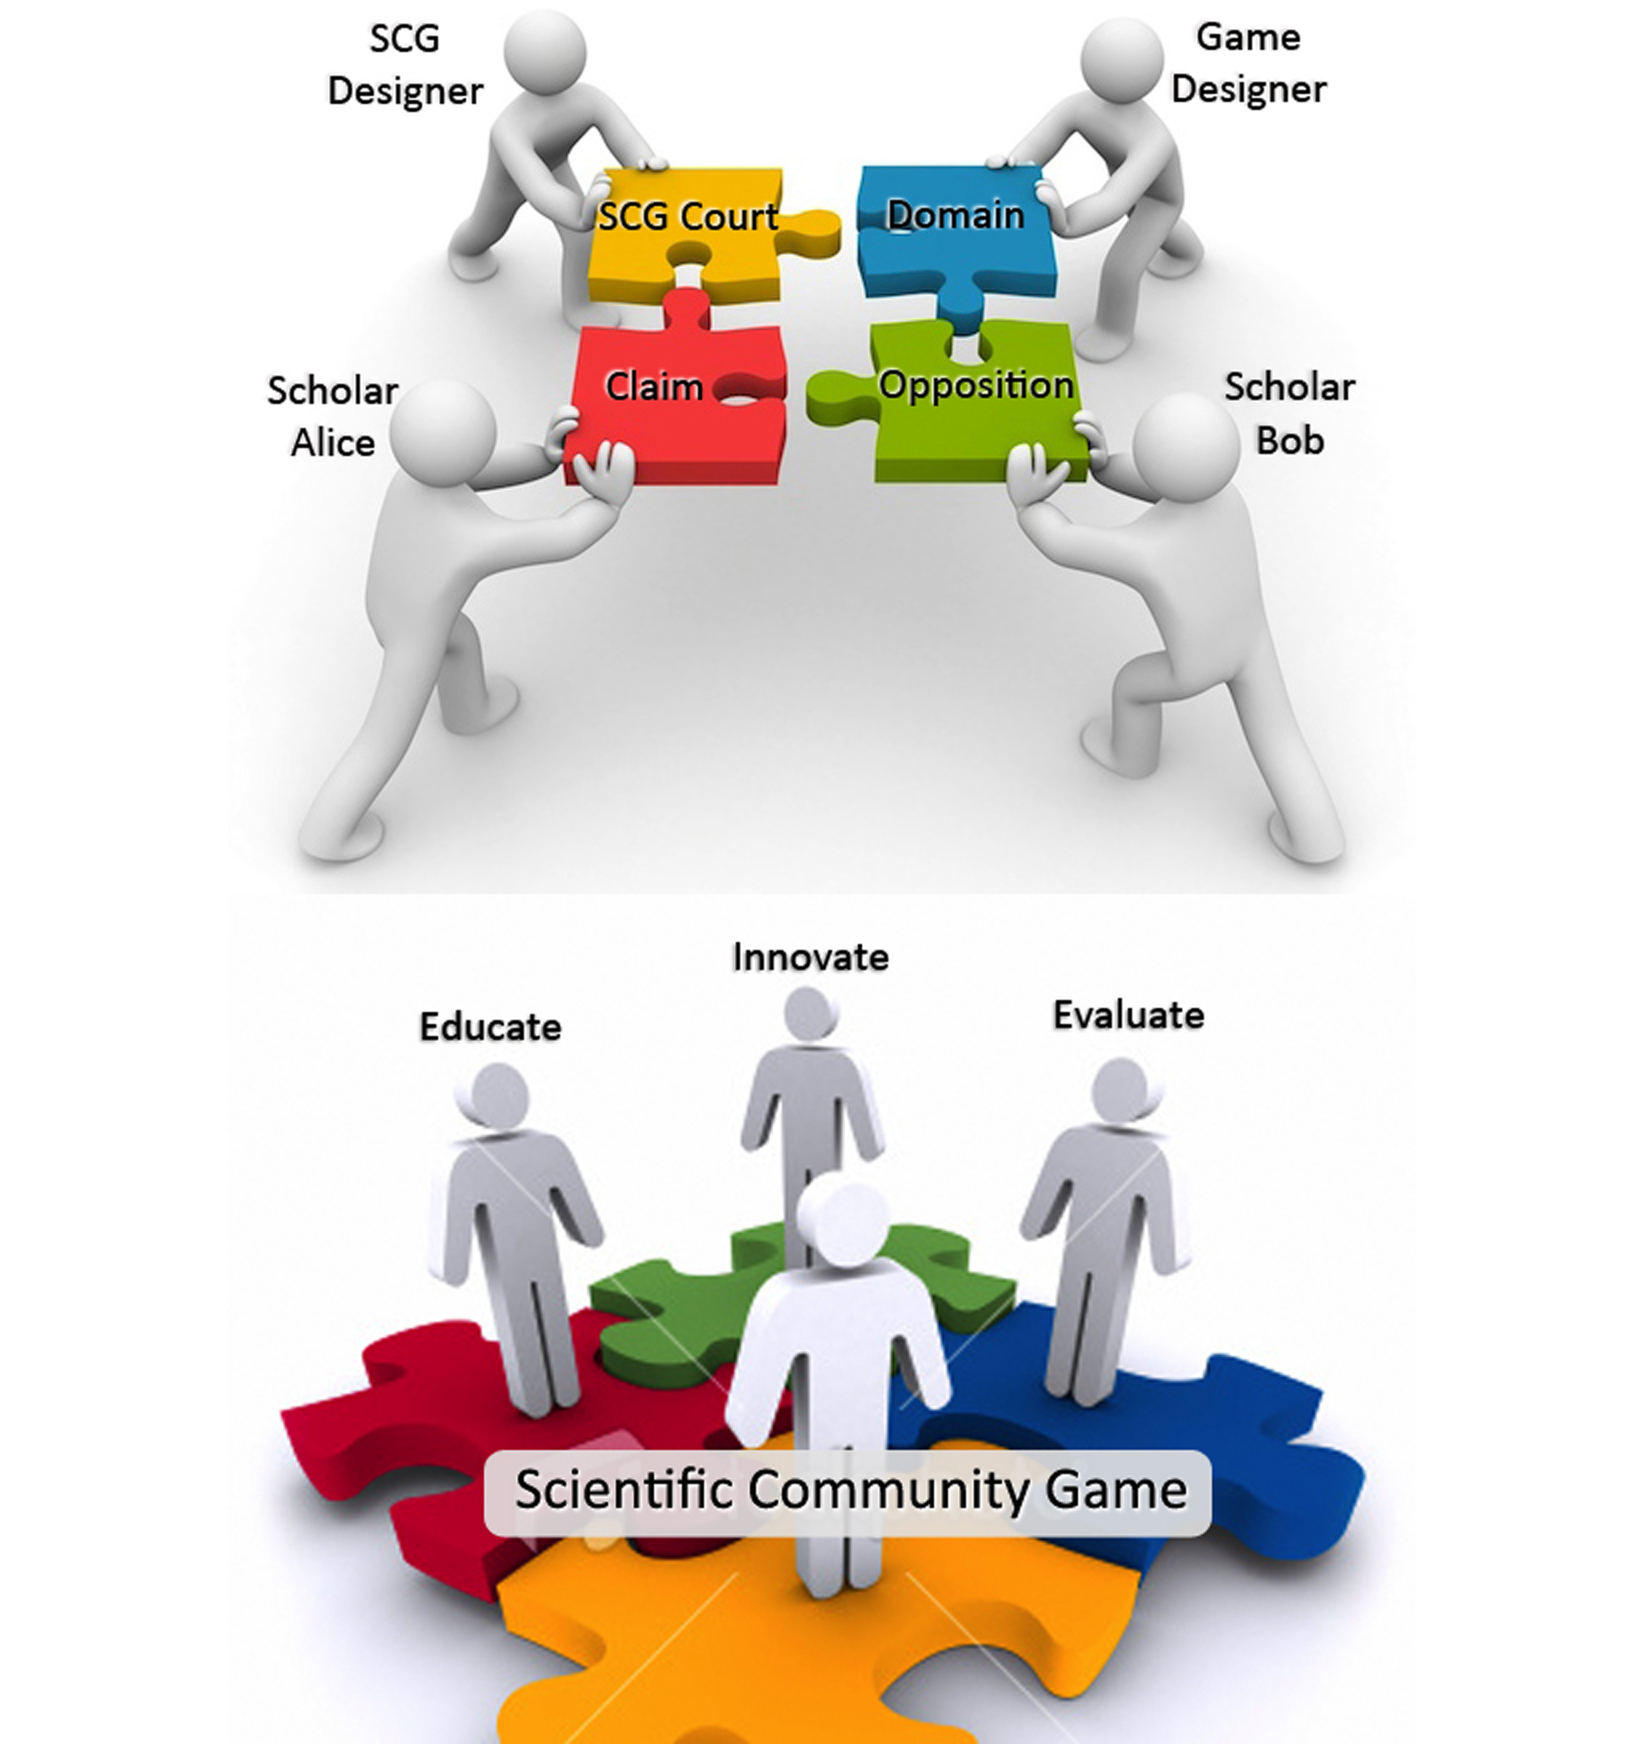 SCG
Designer
Game
Designer
SCG Court
Domain
Scholar
Alice
Claim
Opposition
Scholar
Bob
Innovate
Educate
Evaluate
Scientific Community Game